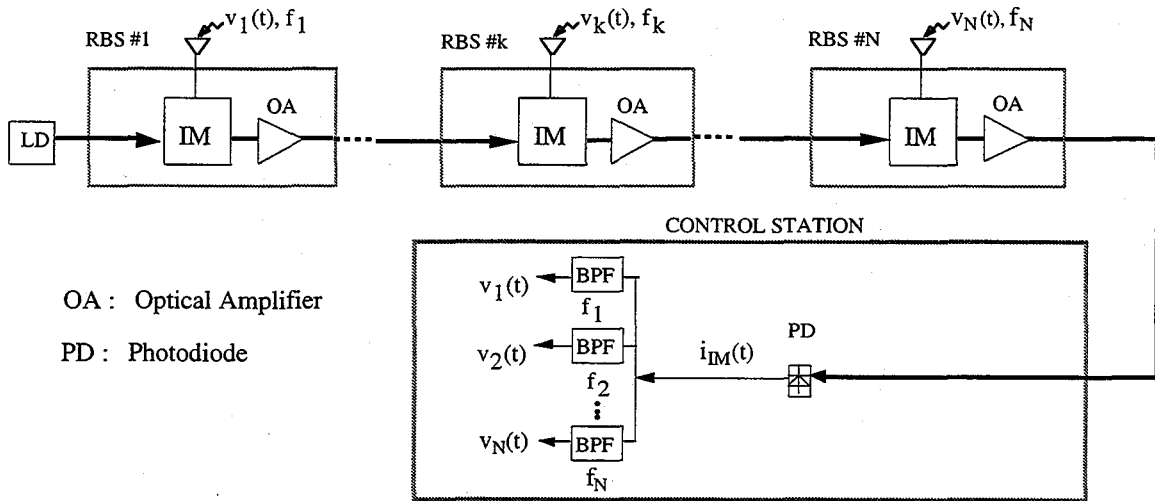 v1(t), f1
vk(t), fk
vN(t), fN
RBS #1
RBS #k
RBS #N
OA
OA
OA
LD
IM
IM
IM
CONTROL STATION
OA : Optical Amplifier
PD : Photodiode
v1(t)
BPF
f1
v2(t)
BPF
f2
vN(t)
BPF
fN
iIM(t)
PD